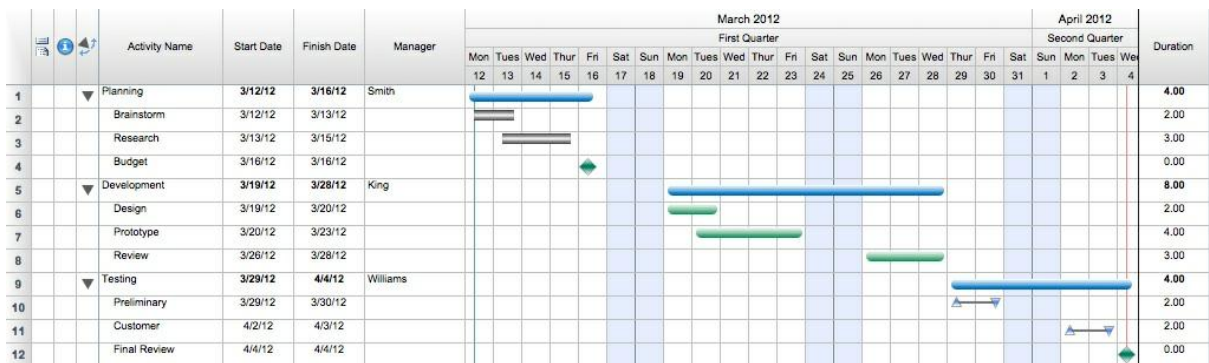 March 2012 April 2012
First Quarter Second Quarter
Activity Name Start Date Finish Date Manager Duration
Mon Tues Wed Thur Fri Sat Sun Mon Tues Wed Thur Fri Sat Sun Mon Tues Wed Thur Fri Sat Sun Mon Tues We
12 13 14 15 16 17 18 19 20 21 22 23 24 25 26 27 28 29 30 31 1 2 3 4
1 Planning 3/12/12 3/16/12 Smith 4.00
2 Brainstorm 3/12/12 3/13/12 2.00
3 Research 3/13/12 3/15/12 3.00
4 Budget 3/16/12 3/16/12 0.00
5 Development 3/19/12 3/28/12 King 8.00
6 Design 3/19/12 3/20/12 2.00
7 Prototype 3/20/12 3/23/12 4.00
8 Review 3/26/12 3/28/12 3.00
9 Testing 3/29/12 4/4/12 Williams 4.00
10 Preliminary 3/29/12 3/30/12 2.00
11 Customer 4/2/12 4/3/12 2.00
12 Final Review 4/4/12 4/4/12 0.00